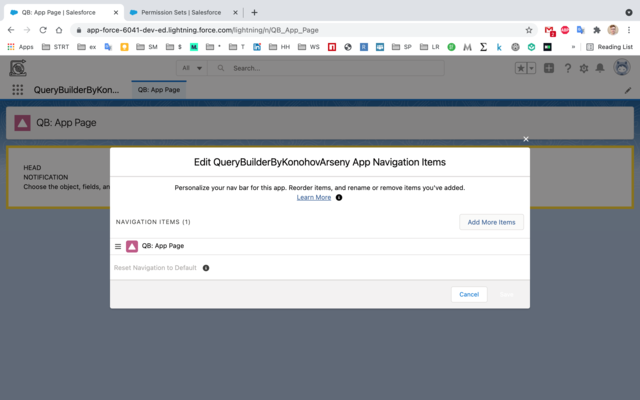 QB: App Page | Salesforce
Permission Sets | Salesforce
app-force-6041-dev-ed.lightning.force.com/lightning/n/QB_App_Page
Apps STRT ex SM $ * T HH WS SP LR » Reading List
All Search...
QueryBuilderByKono... QB: App Page
QB: App Page
HEAD
NOTIFICATION
Choose the object, fields,
Edit QueryBuilderByKonohovArseny App Navigation Items
Personalize your nav bar for this app. Reorder items, and rename or remove items you've added.
Learn More
NAVIGATION ITEMS (1)
Add More Items
QB: App Page
Reset Navigation to Default
Cancel